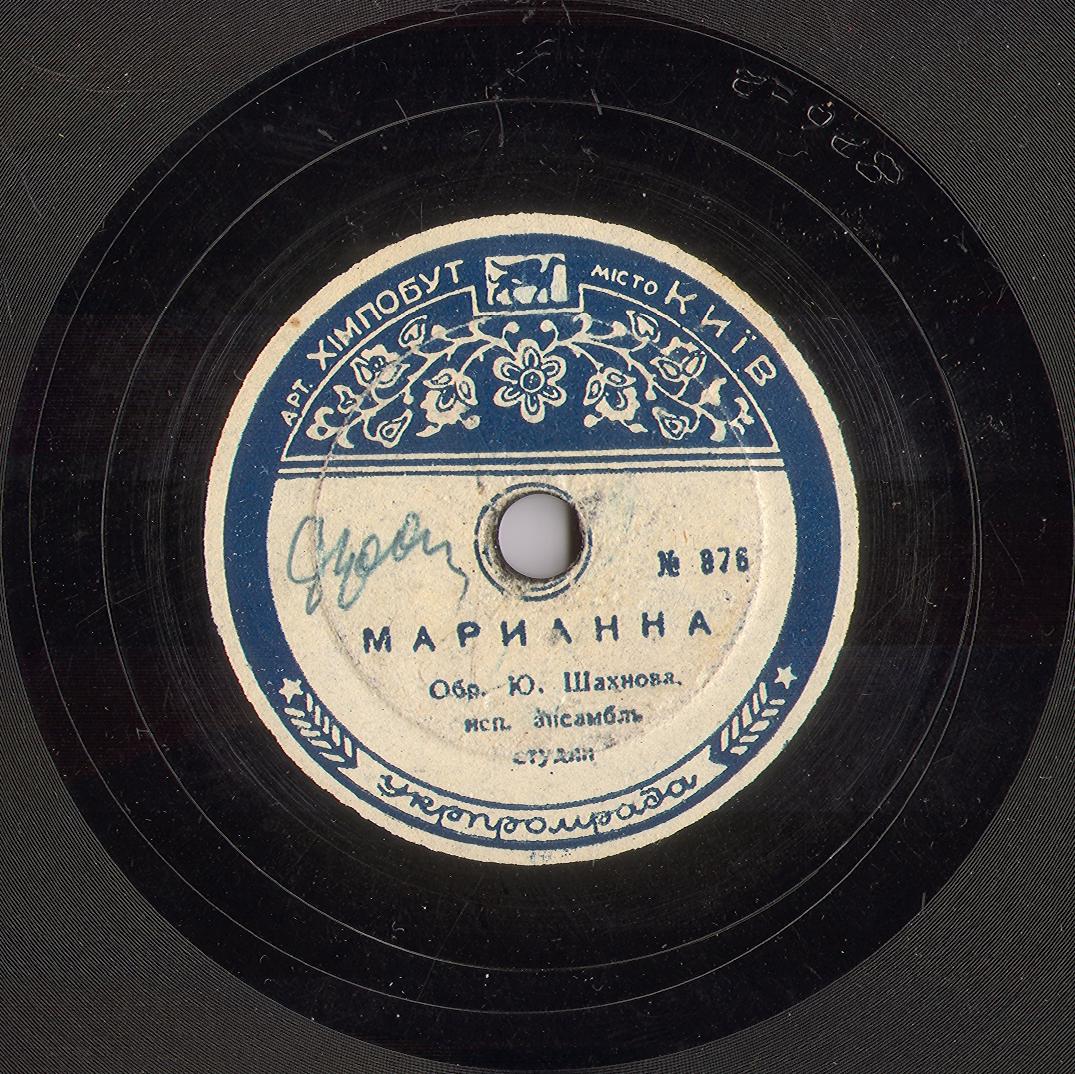 АРТ. ХІМПОБУТ МІСТО КИЇВ
№ 876
МАРИАННА
Обр. Ю. Шахнова.
исп. ансамбль
студии
укрпромрада